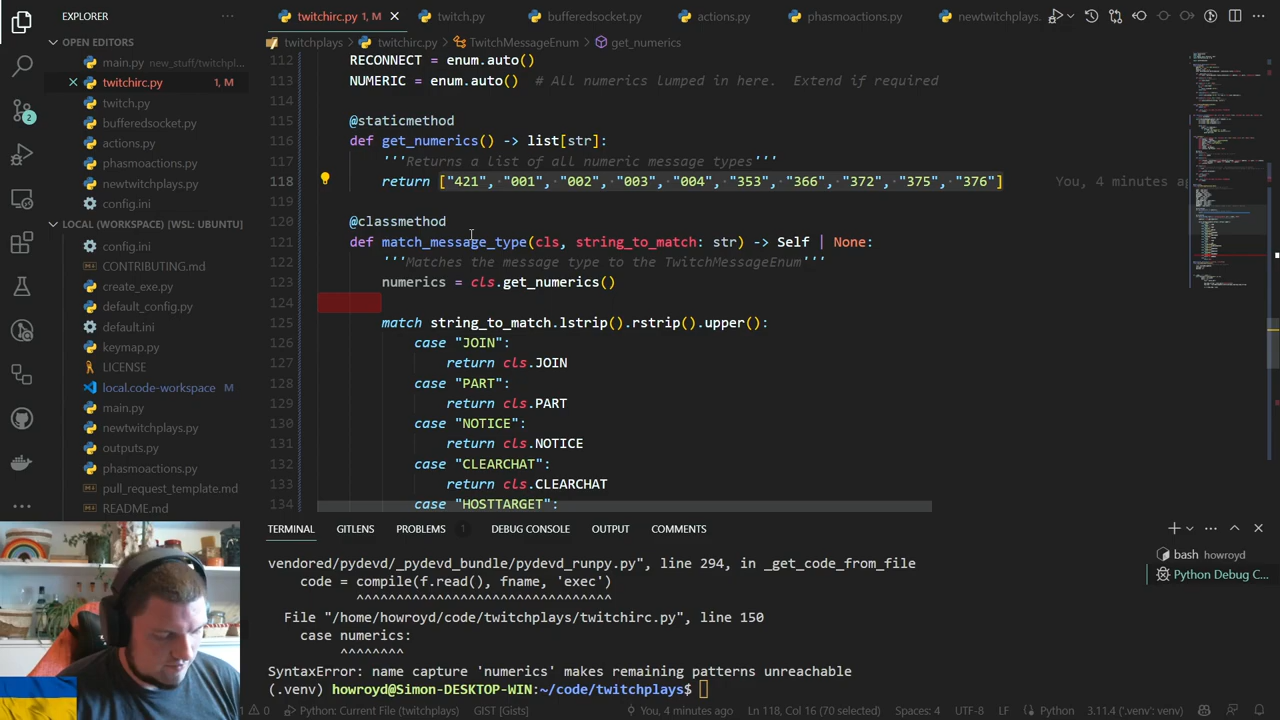 EXPLORER
twitchirc.py 1, M
twitch.py
bufferedsocket.py
actions.py
phasmoactions.py
newtwitchplays.
OPEN EDITORS
twitchplays > twitchirc.py > TwitchMessageEnum > get_numerics
main.py new_stuff/twitchpl...
twitchirc.py 1, M
twitch.py
bufferedsocket.py
actions.py
phasmoactions.py
newtwitchplays.py
config.ini
LOCAL (WORKSPACE) [WSL: UBUNTU]
config.ini
CONTRIBUTING.md
create_exe.py
default_config.py
default.ini
keymap.py
LICENSE
local.code-workspace M
main.py
newtwitchplays.py
outputs.py
phasmoactions.py
pull_request_template.md
README.md
2
112 RECONNECT = enum.auto()
113 NUMERIC = enum.auto() # All numerics lumped in here. Extend if required
114
115 @staticmethod
116 def get_numerics() -> list[str]:
117 '''Returns a list of all numeric message types'''
118 return ["421", "001", "002", "003", "004", "353", "366", "372", "375", "376"] You, 4 minutes ag
119
120 @classmethod
121 def match_message_type(cls, string_to_match: str) -> Self | None:
122 '''Matches the message type to the TwitchMessageEnum'''
123 numerics = cls.get_numerics()
124
125 match string_to_match.lstrip().rstrip().upper():
126 case "JOIN":
127 return cls.JOIN
128 case "PART":
129 return cls.PART
130 case "NOTICE":
131 return cls.NOTICE
132 case "CLEARCHAT":
133 return cls.CLEARCHAT
134 case "HOSTTARGET":
TERMINAL GITLENS PROBLEMS 1 DEBUG CONSOLE OUTPUT COMMENTS
vendored/pydevd/_pydevd_bundle/pydevd_runpy.py", line 294, in _get_code_from_file
code = compile(f.read(), fname, 'exec')
^^^^^^^^^^^^^^^^^^^^^^^^^^^^^^^
File "/home/howroyd/code/twitchplays/twitchirc.py", line 150
case numerics:
^^^^^^^^
SyntaxError: name capture 'numerics' makes remaining patterns unreachable
(.venv) howroyd@Simon-DESKTOP-WIN:~/code/twitchplays$
bash howroyd
Python Debug C...
1 0 Python: Current File (twitchplays) GIST [Gists] You, 4 minutes ago Ln 118, Col 16 (70 selected) Spaces: 4 UTF-8 LF Python 3.11.4 ('.venv': venv)